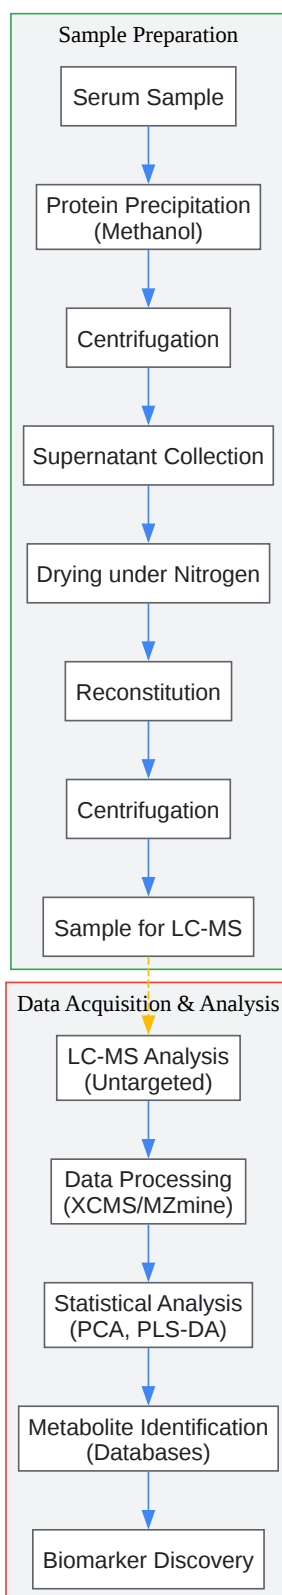 Sample Preparation
Serum Sample
Protein Precipitation
(Methanol)
Centrifugation
Supernatant Collection
Drying under Nitrogen
Reconstitution
Centrifugation
Sample for LC-MS
Data Acquisition & Analysis
LC-MS Analysis
(Untargeted)
Data Processing
(XCMS/MZmine)
Statistical Analysis
(PCA, PLS-DA)
Metabolite Identification
(Databases)
Biomarker Discovery